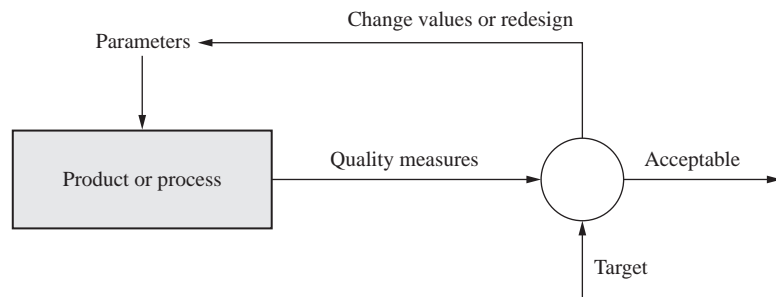 Change values or redesign
Parameters
Quality measures
Acceptable
Product or process
Target